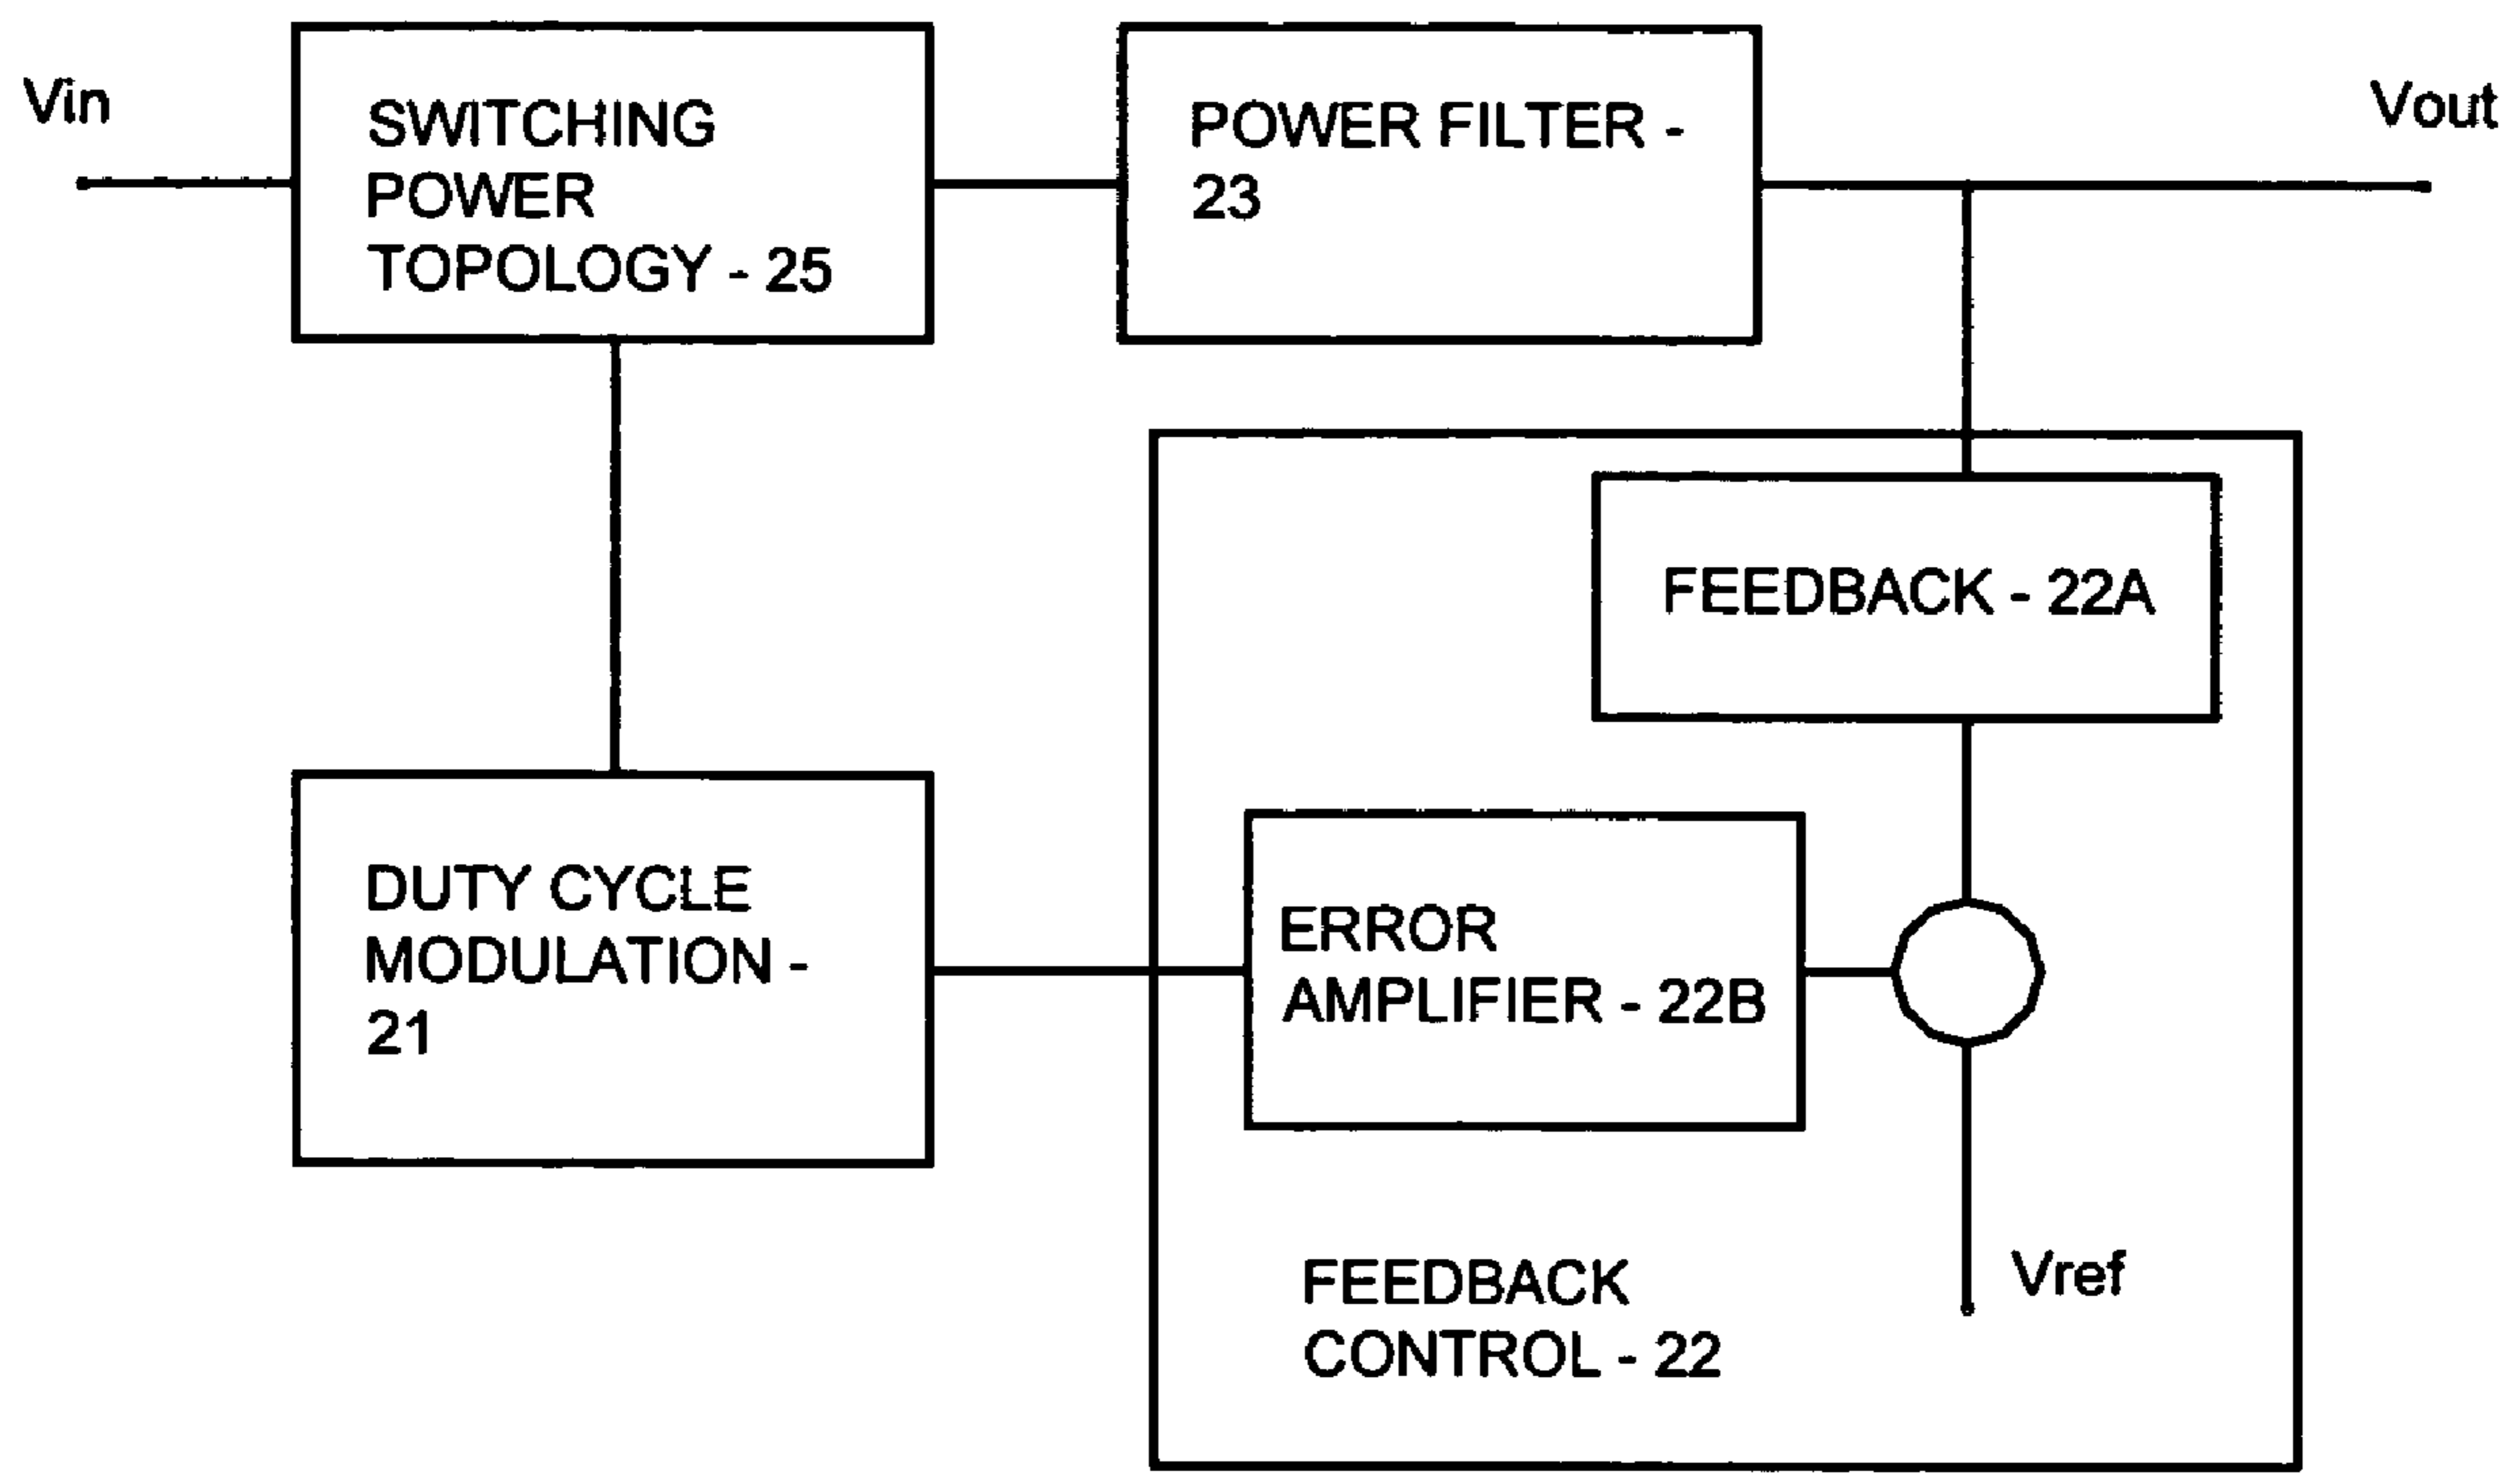 Vin
SWITCHING
POWER
TOPOLOGY - 25
POWER FILTER -
23
Vout
FEEDBACK - 22A
DUTY CYCLE
MODULATION -
21
ERROR
AMPLIFIER - 22B
Vref
FEEDBACK
CONTROL - 22